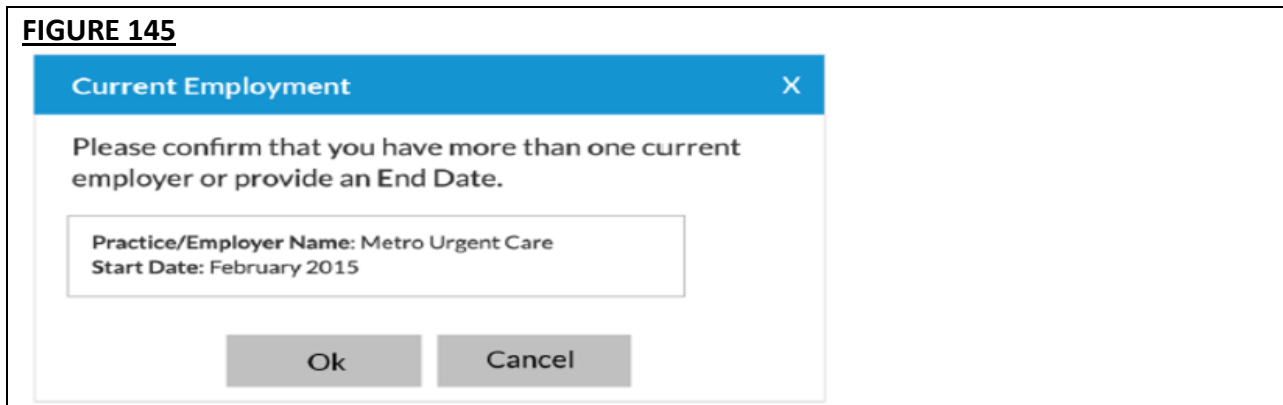 FIGURE 145
Current Employment X
Please confirm that you have more than one current
employer or provide an End Date.
Practice/Employer Name: Metro Urgent Care
Start Date: February 2015
Ok Cancel